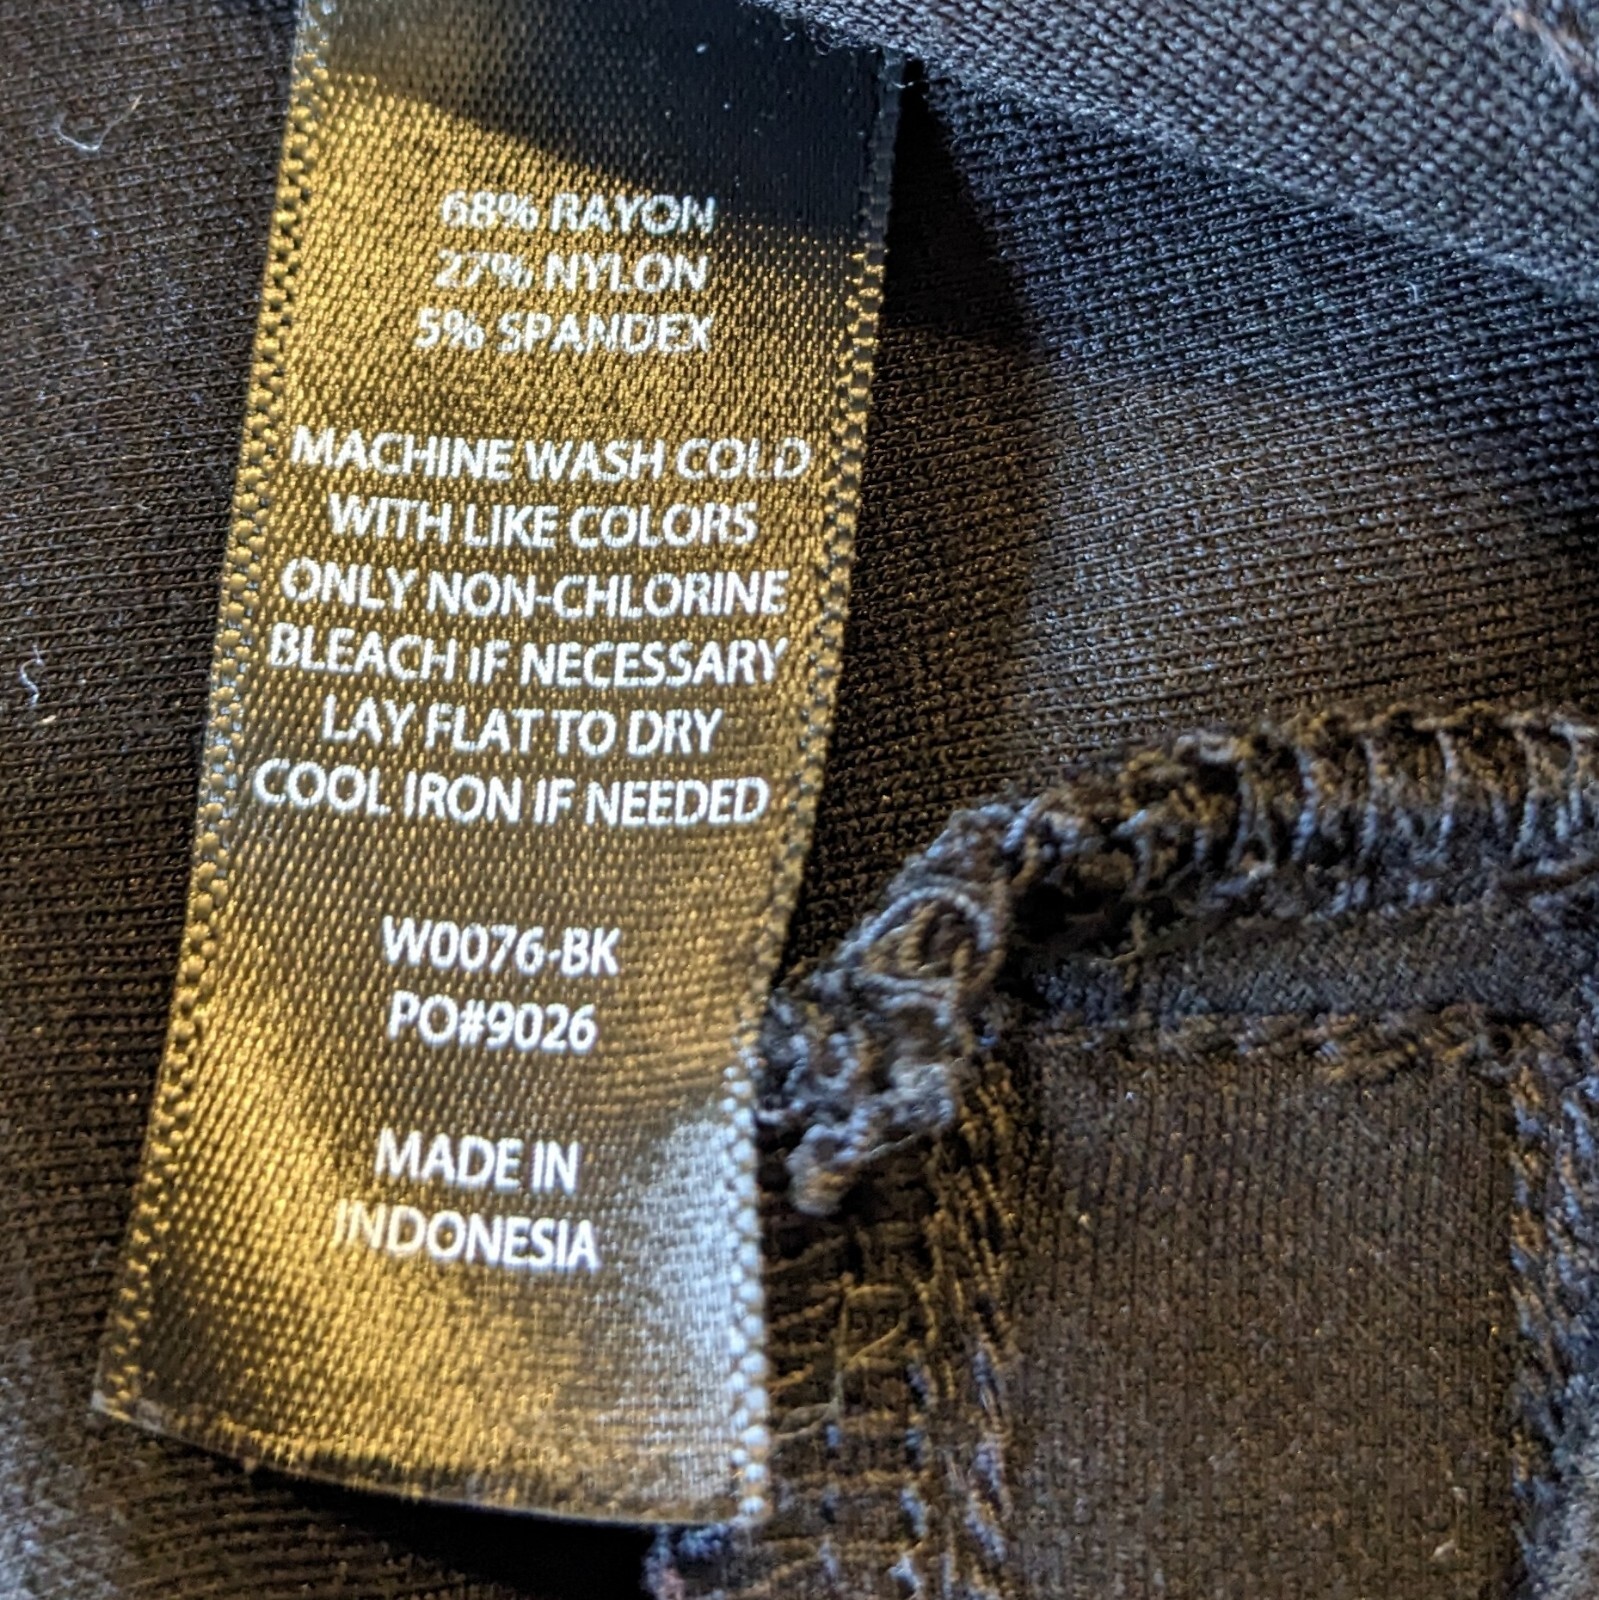 68% RAYON
27% NYLON
5% SPANDEX
MACHINE WASH COLD
WITH LIKE COLORS
ONLY NON-CHLORINE
BLEACH IF NECESSARY
LAY FLAT TO DRY
COOL IRON IF NEEDED
W0076-BK
PO#9026
MADE IN
INDONESIA